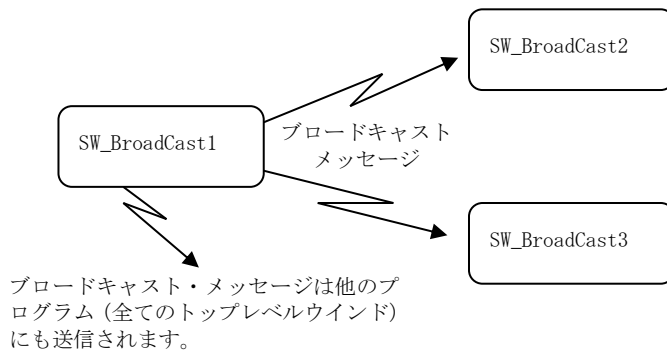 SW_BroadCast2
SW_BroadCast1
ブロードキャスト
メッセージ
SW_BroadCast3
ブロードキャスト・メッセージは他のプ
ログラム（全てのトップレベルウインド）
にも送信されます。